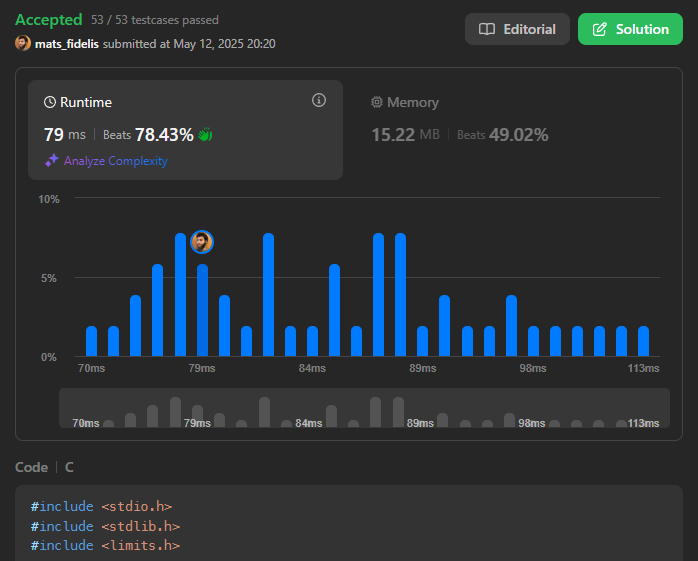 Accepted 53 / 53 testcases passed
mats_fidelis submitted at May 12, 2025 20:20
Editorial
Solution
Runtime
79 ms | Beats 78.43%
Analyze Complexity
Memory
15.22 MB | Beats 49.02%
10%
5%
0%
70ms 79ms 84ms 89ms 98ms 113ms
70ms 79ms 84ms 89ms 98ms 113ms
Code | C
#include <stdio.h>
#include <stdlib.h>
#include <limits.h>